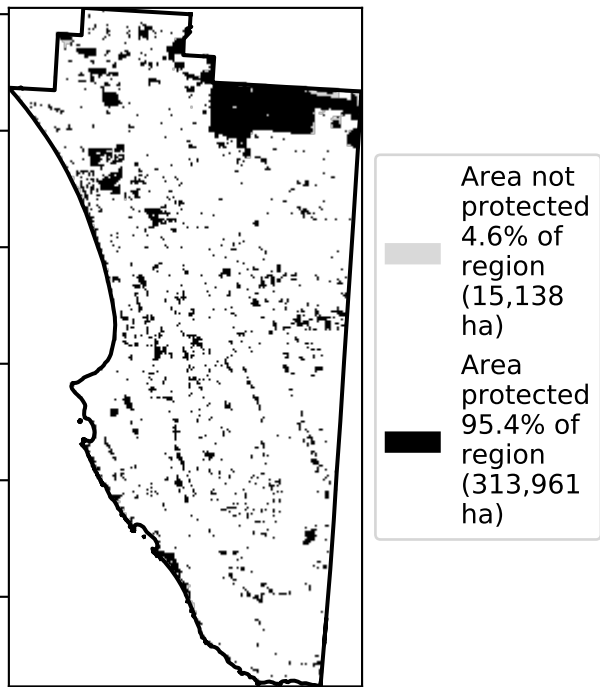 Area not
protected
4.6% of
region
(15,138
ha)
Area
protected
95.4% of
region
(313,961
ha)